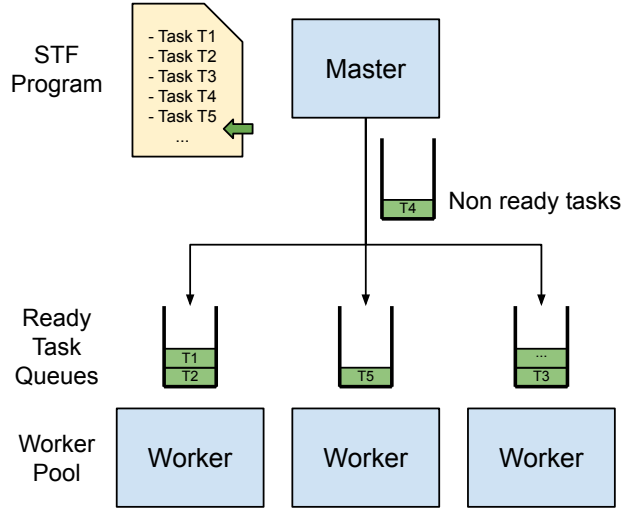 STF
Program
- Task T1
- Task T2
- Task T3
- Task T4
- Task T5
...
Master
T4
Non ready tasks
Ready
Task
Queues
T1
T2
T5
...
T3
Worker
Pool
Worker
Worker
Worker